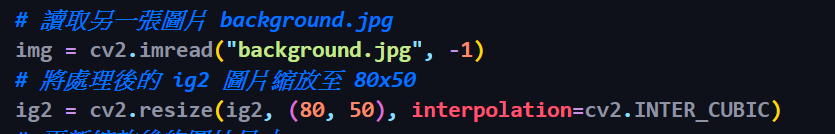 # 讀取另一張圖片 background.jpg
img = cv2.imread("background.jpg", -1)
# 將處理後的 ig2 圖片縮放至 80x50
ig2 = cv2.resize(ig2, (80, 50), interpolation=cv2.INTER_CUBIC)